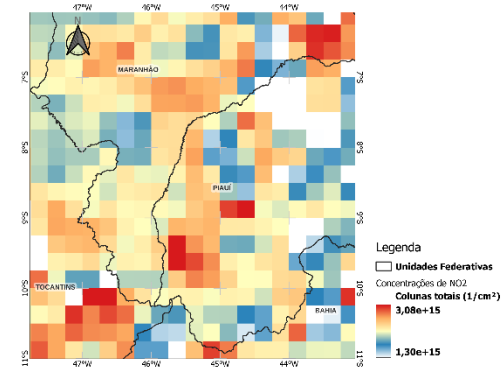 47°W 46°W 45°W 44°W
N
MARANHÃO
7°S 7°S
8°S 8°S
PIAUÍ
9°S 9°S
TOCANTINS
10°S 10°S
BAHIA
11°S 11°S
47°W 46°W 45°W 44°W
Legenda
Unidades Federativas
Concentrações de NO2
Colunas totais (1/cm²)
3,08e+15
1,30e+15